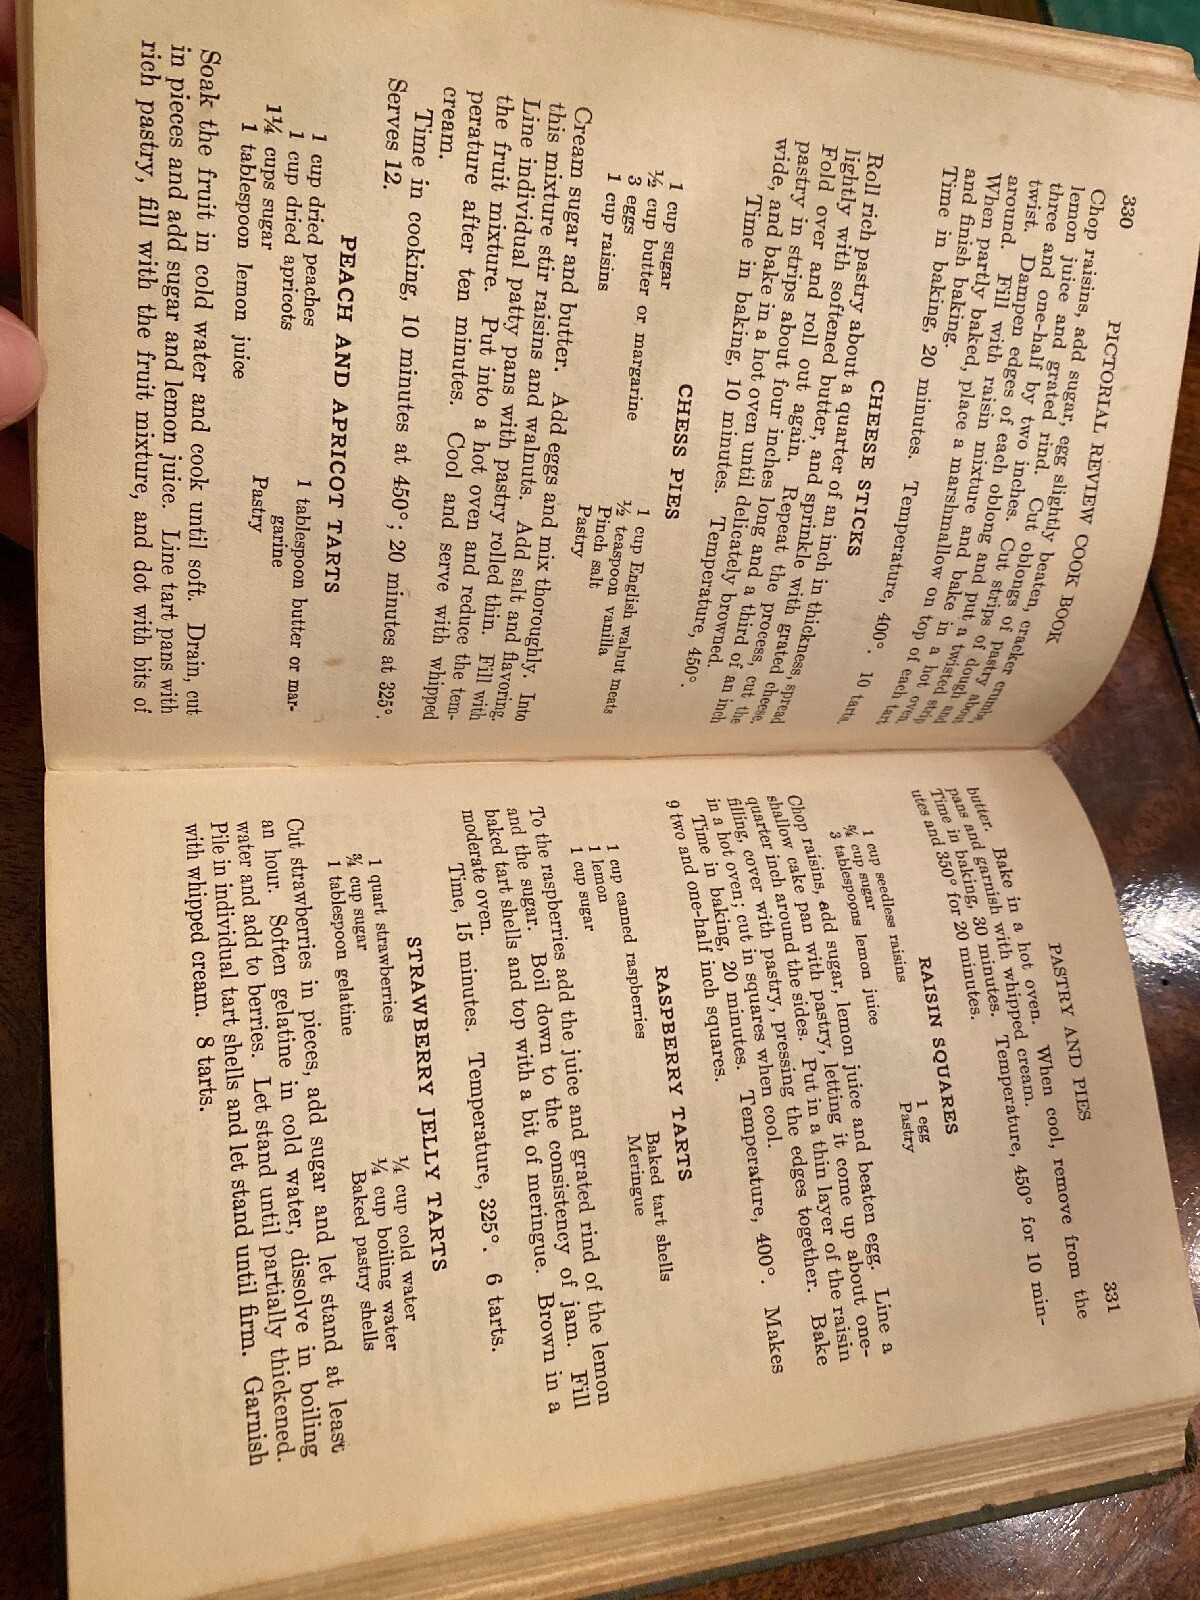 330
PICTORIAL REVIEW COOK BOOK
Chop raisins, add sugar, egg slightly beaten, cracker crumbs,
lemon juice and grated rind. Cut oblongs of pastry about
three and one-half by two inches. Cut strips of dough and
twist. Dampen edges of each oblong and put a twisted strip
around. Fill with raisin mixture and bake in a hot oven.
When partly baked, place a marshmallow on top of each tart
and finish baking.
Time in baking, 20 minutes. Temperature, 400°. 10 tarts.
CHEESE STICKS
Roll rich pastry about a quarter of an inch in thickness, spread
lightly with softened butter, and sprinkle with grated cheese.
Fold over and roll out again. Repeat the process, cut the
pastry in strips about four inches long and a third of an inch
wide, and bake in a hot oven until delicately browned.
Time in baking, 10 minutes. Temperature, 450°.
CHESS PIES
1 cup sugar
½ cup butter or margarine
3 eggs
1 cup raisins
1 cup English walnut meats
½ teaspoon vanilla
Pinch salt
Pastry
Cream sugar and butter. Add eggs and mix thoroughly. Into
this mixture stir raisins and walnuts. Add salt and flavoring.
Line individual patty pans with pastry rolled thin. Fill with
the fruit mixture. Put into a hot oven and reduce the tem-
perature after ten minutes. Cool and serve with whipped
cream.
Time in cooking, 10 minutes at 450°; 20 minutes at 325°.
Serves 12.
PEACH AND APRICOT TARTS
1 cup dried peaches
1 cup dried apricots
1¼ cups sugar
1 tablespoon lemon juice
1 tablespoon butter or mar-
garine
Pastry
Soak the fruit in cold water and cook until soft. Drain, cut
in pieces and add sugar and lemon juice. Line tart pans with
rich pastry, fill with the fruit mixture, and dot with bits of
PASTRY AND PIES
331
butter. Bake in a hot oven. When cool, remove from the
pans and garnish with whipped cream.
Time in baking, 30 minutes. Temperature, 450° for 10 min-
utes and 350° for 20 minutes.
RAISIN SQUARES
1 cup seedless raisins
¾ cup sugar
3 tablespoons lemon juice
1 egg
Pastry
Chop raisins, add sugar, lemon juice and beaten egg. Line a
shallow cake pan with pastry, letting it come up about one-
quarter inch around the sides. Put in a thin layer of the raisin
filling, cover with pastry, pressing the edges together. Bake
in a hot oven; cut in squares when cool.
Time in baking, 20 minutes. Temperature, 400°. Makes
9 two and one-half inch squares.
RASPBERRY TARTS
1 cup canned raspberries
1 lemon
1 cup sugar
Baked tart shells
Meringue
To the raspberries add the juice and grated rind of the lemon
and the sugar. Boil down to the consistency of jam. Fill
baked tart shells and top with a bit of meringue. Brown in a
moderate oven.
Time, 15 minutes. Temperature, 325°. 6 tarts.
STRAWBERRY JELLY TARTS
1 quart strawberries
¾ cup sugar
1 tablespoon gelatine
¼ cup cold water
¼ cup boiling water
Baked pastry shells
Cut strawberries in pieces, add sugar and let stand at least
an hour. Soften gelatine in cold water, dissolve in boiling
water and add to berries. Let stand until partially thickened.
Pile in individual tart shells and let stand until firm. Garnish
with whipped cream. 8 tarts.